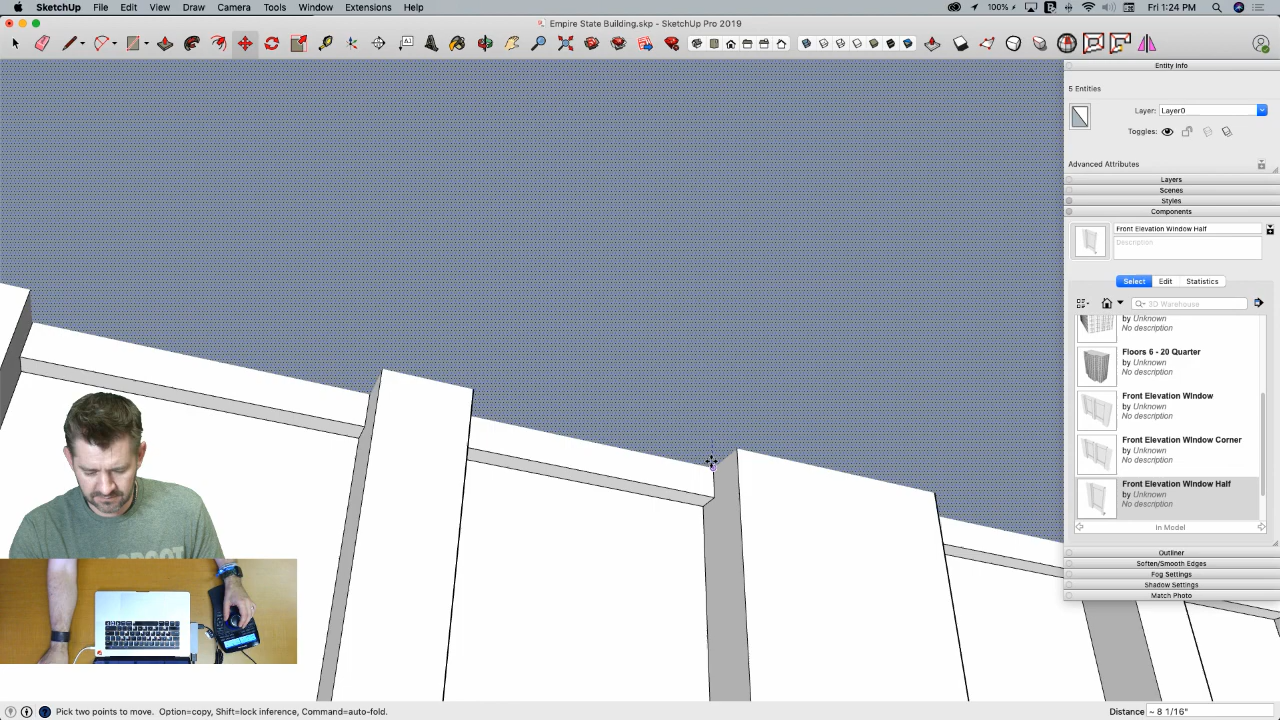 SketchUp File Edit View Draw Camera Tools Window Extensions Help
100% Fri 1:24 PM
Empire State Building.skp - SketchUp Pro 2019
Entity Info
5 Entities
Layer: Layer0
Toggles:
Advanced Attributes
Layers
Scenes
Styles
Components
Front Elevation Window Half
Description
Select Edit Statistics
3D Warehouse
by Unknown
No description
Floors 6 - 20 Quarter
by Unknown
No description
Front Elevation Window
by Unknown
No description
Front Elevation Window Corner
by Unknown
No description
Front Elevation Window Half
by Unknown
No description
In Model
Outliner
Soften/Smooth Edges
Fog Settings
Shadow Settings
Match Photo
Pick two points to move. Option=copy, Shift=lock inference, Command=auto-fold.
Distance ~ 8 1/16"